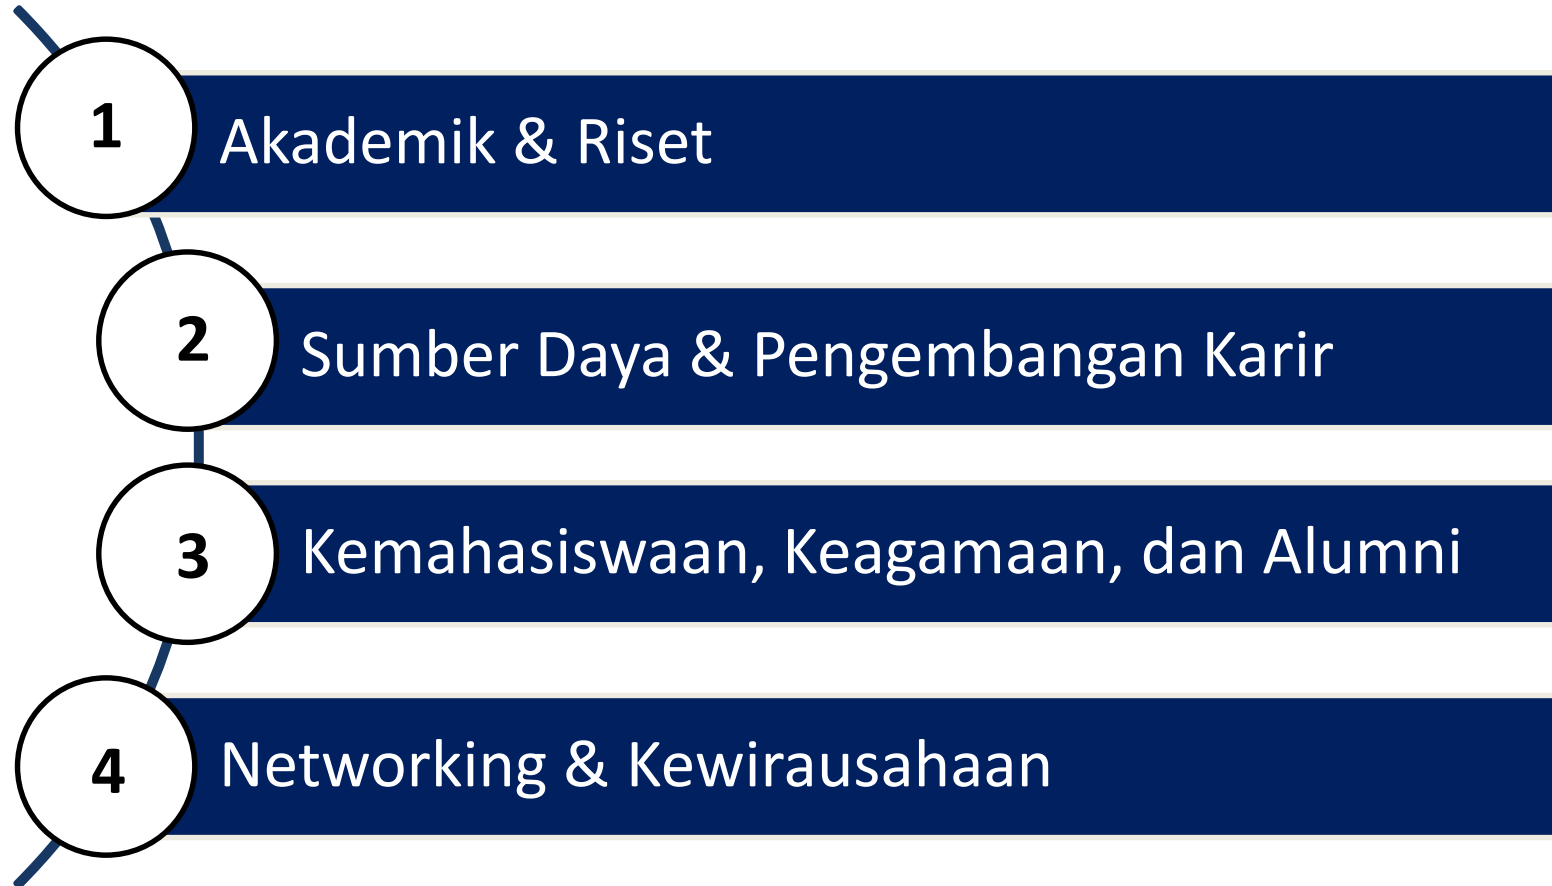 1
Akademik & Riset
2
Sumber Daya & Pengembangan Karir
3
Kemahasiswaan, Keagamaan, dan Alumni
4
Networking & Kewirausahaan